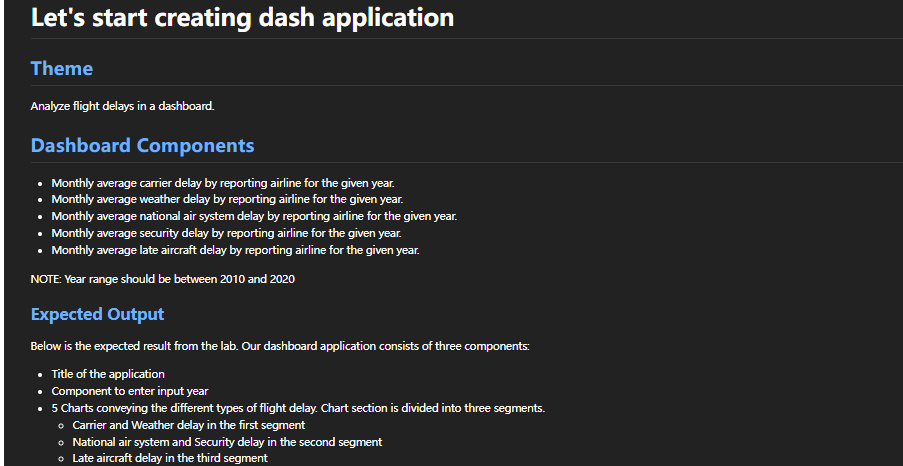 Let's start creating dash application
Theme
Analyze flight delays in a dashboard.
Dashboard Components
• Monthly average carrier delay by reporting airline for the given year.
• Monthly average weather delay by reporting airline for the given year.
• Monthly average national air system delay by reporting airline for the given year.
• Monthly average security delay by reporting airline for the given year.
• Monthly average late aircraft delay by reporting airline for the given year.
NOTE: Year range should be between 2010 and 2020
Expected Output
Below is the expected result from the lab. Our dashboard application consists of three components:
• Title of the application
• Component to enter input year
• 5 Charts conveying the different types of flight delay. Chart section is divided into three segments.
○ Carrier and Weather delay in the first segment
○ National air system and Security delay in the second segment
○ Late aircraft delay in the third segment